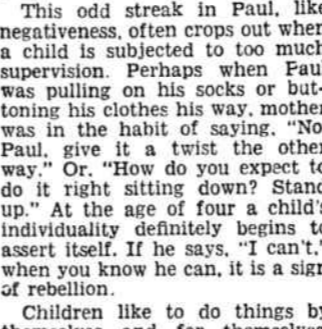 This odd streak in Paul, like
negativeness, often crops out when
a child is subjected to too much
supervision. Perhaps when Paul
was pulling on his socks or but-
toning his clothes his way, mother
was in the habit of saying, "No
Paul, give it a twist the other
way." Or, "How do you expect to
do it right sitting down? Stand
up." At the age of four a child's
individuality definitely begins to
assert itself. If he says, "I can't,"
when you know he can, it is a sign
of rebellion.
Children like to do things by
themselves and for themselves